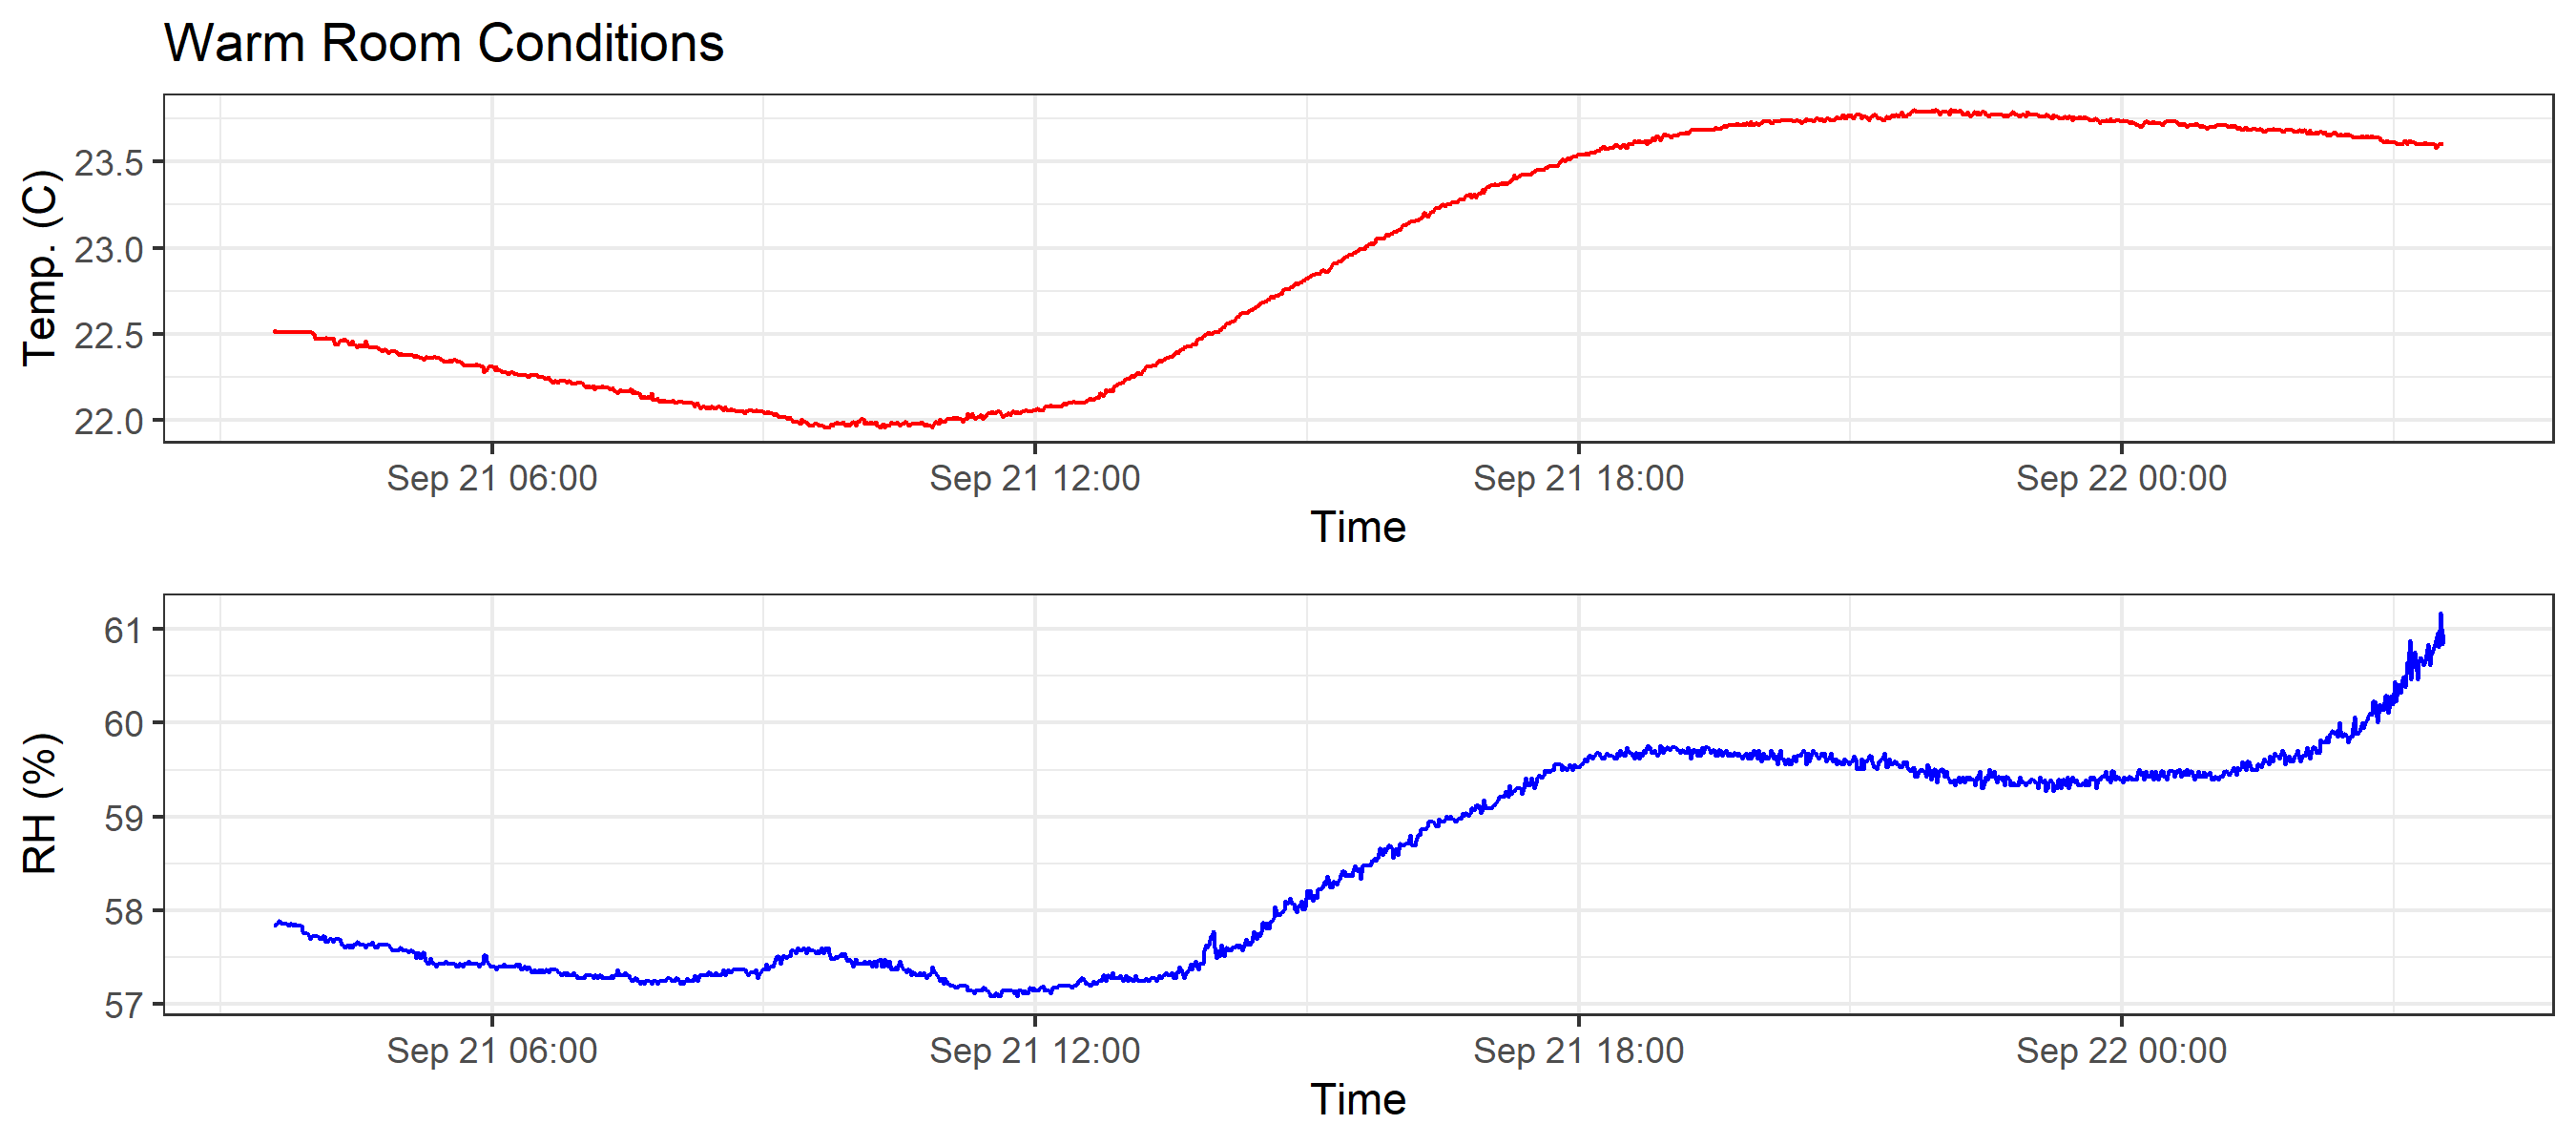 Warm Room Conditions
Temp. (C)
23.5
23.0
22.5
22.0
Sep 21 06:00 Sep 21 12:00 Sep 21 18:00 Sep 22 00:00
Time
RH (%)
61
60
59
58
57
Sep 21 06:00 Sep 21 12:00 Sep 21 18:00 Sep 22 00:00
Time